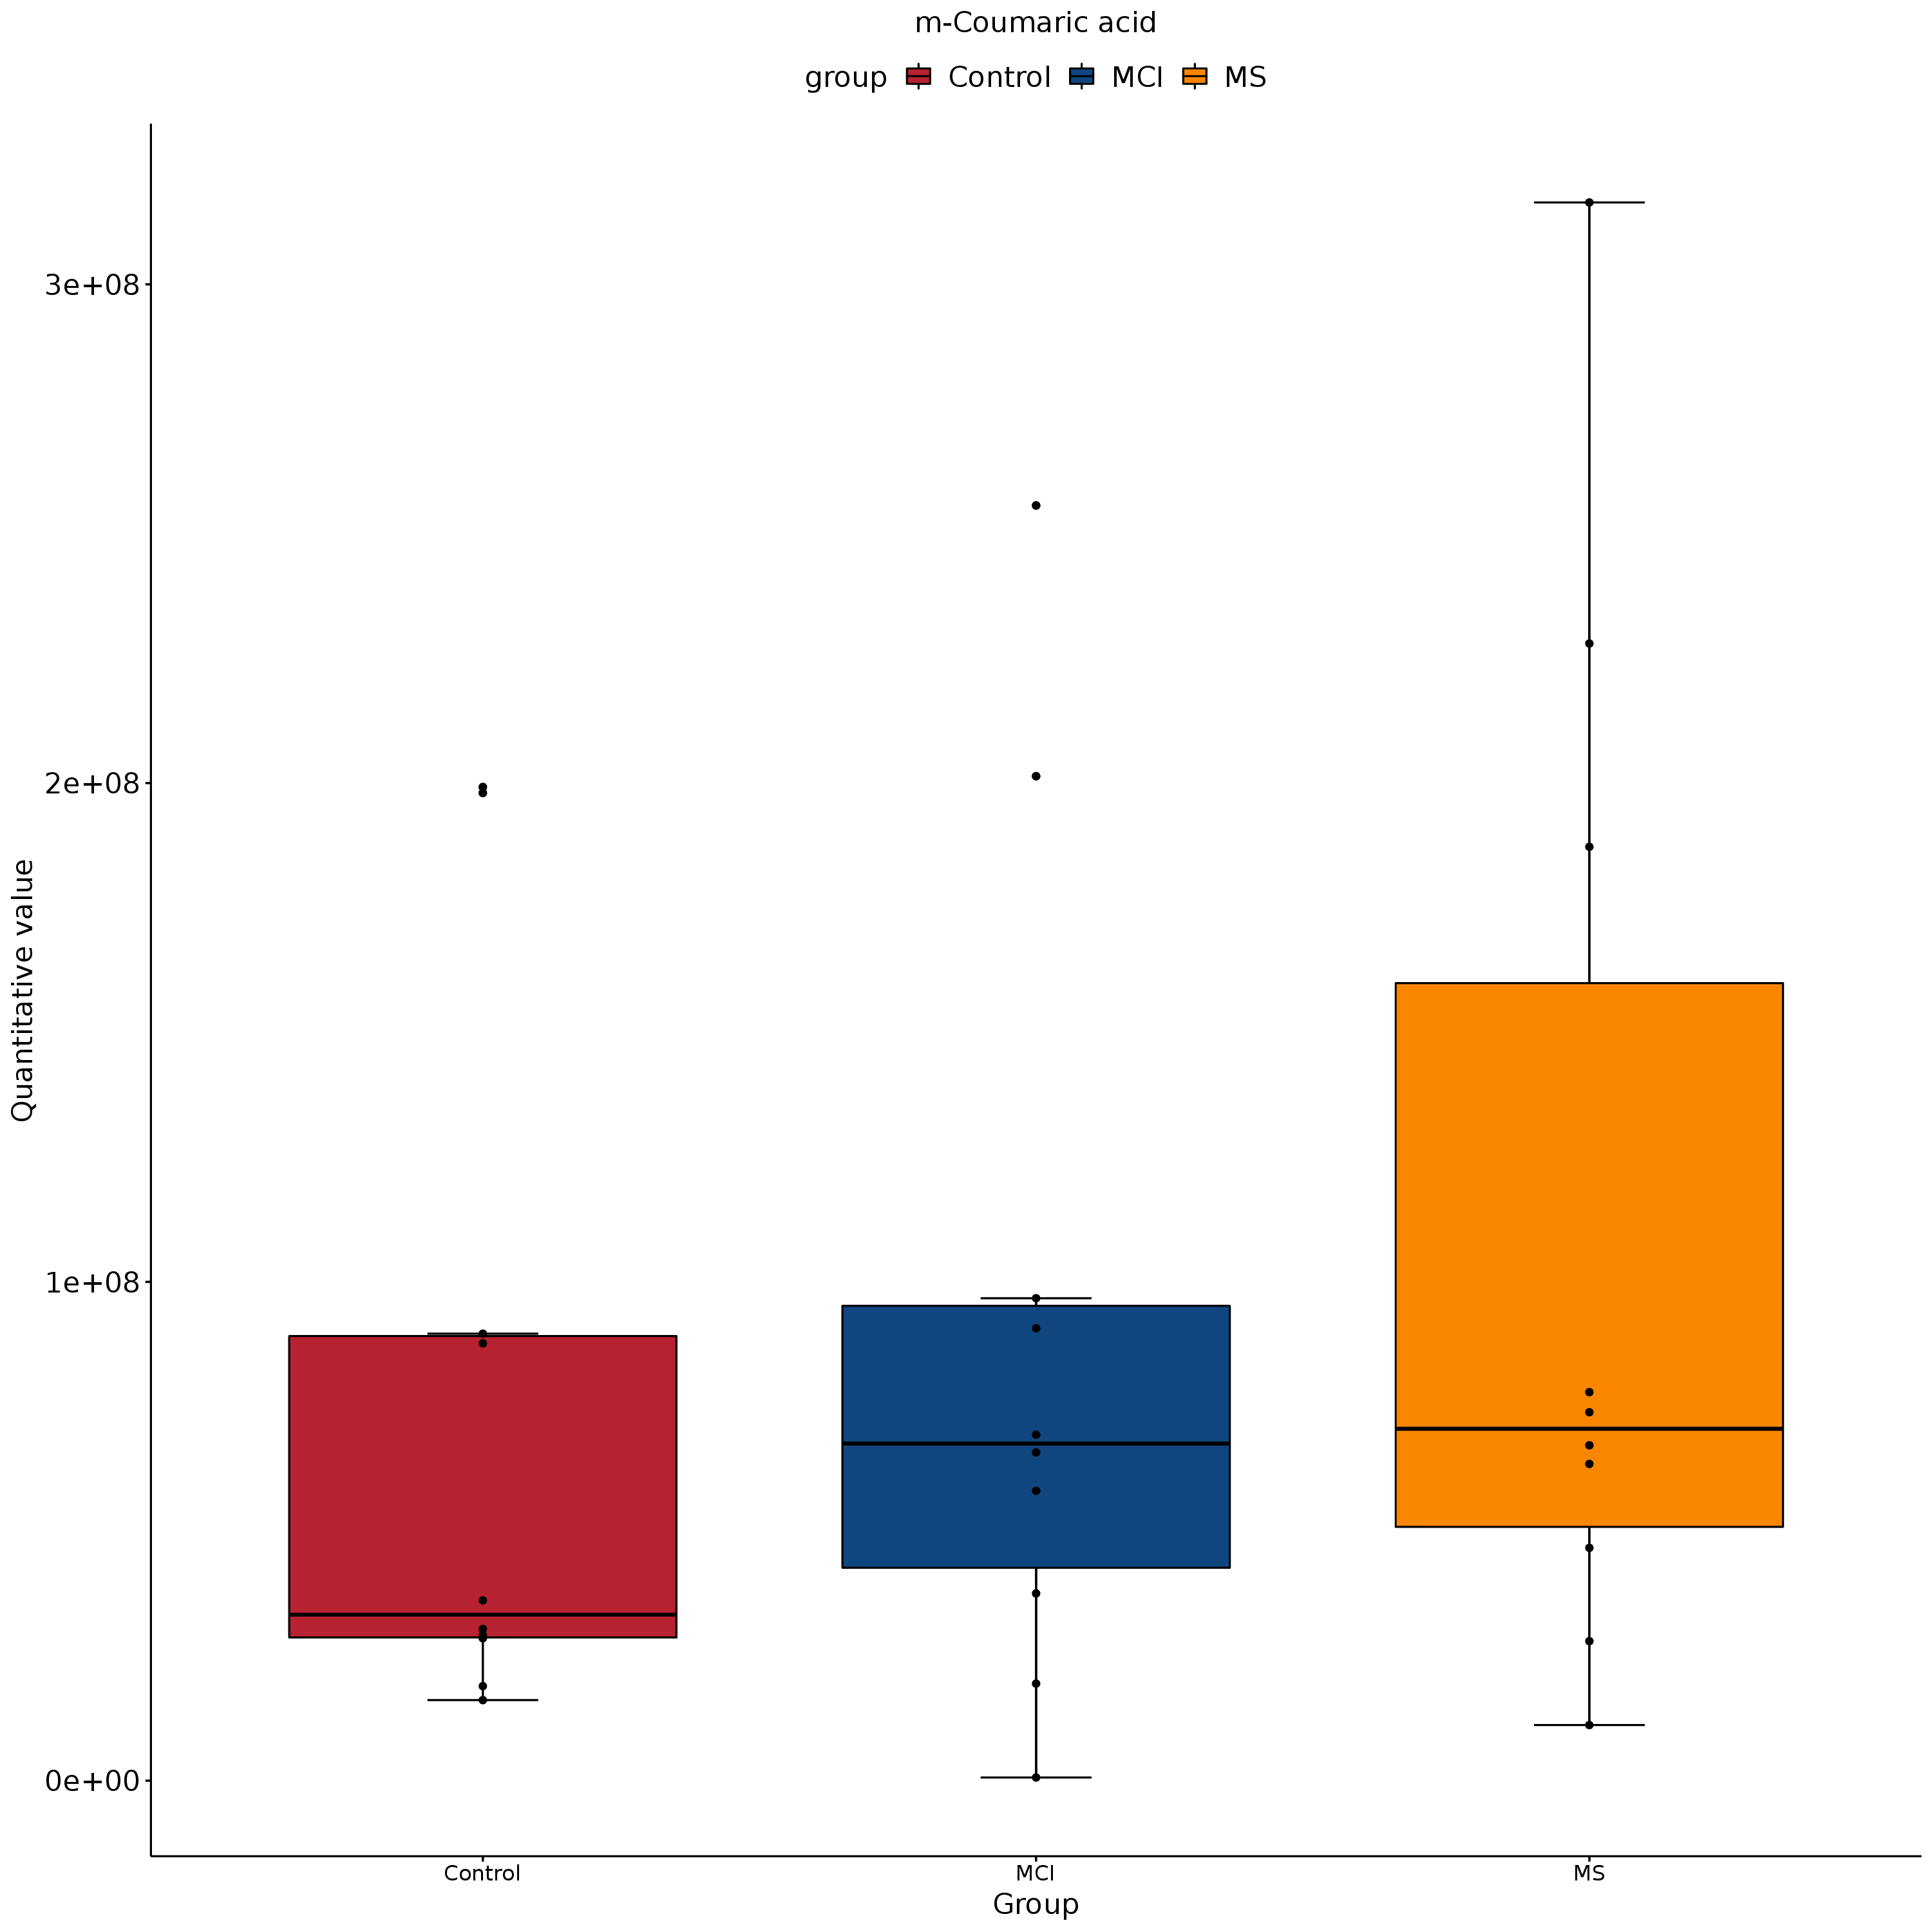 m-Coumaric acid
group Control MCI MS
3e+08
2e+08
1e+08
0e+00
Quantitative value
Control MCI MS
Group